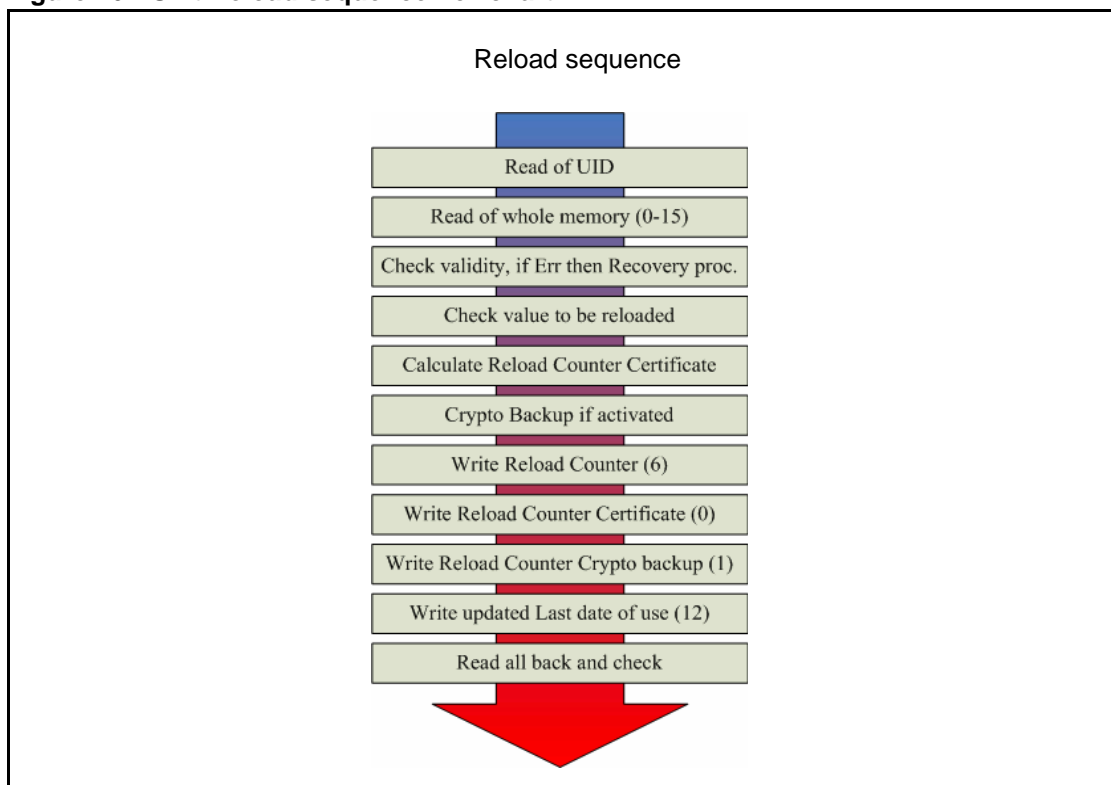 Reload sequence
Read of UID
Read of whole memory (0-15)
Check validity, if Err then Recovery proc.
Check value to be reloaded
Calculate Reload Counter Certificate
Crypto Backup if activated
Write Reload Counter (6)
Write Reload Counter Certificate (0)
Write Reload Counter Crypto backup (1)
Write updated Last date of use (12)
Read all back and check